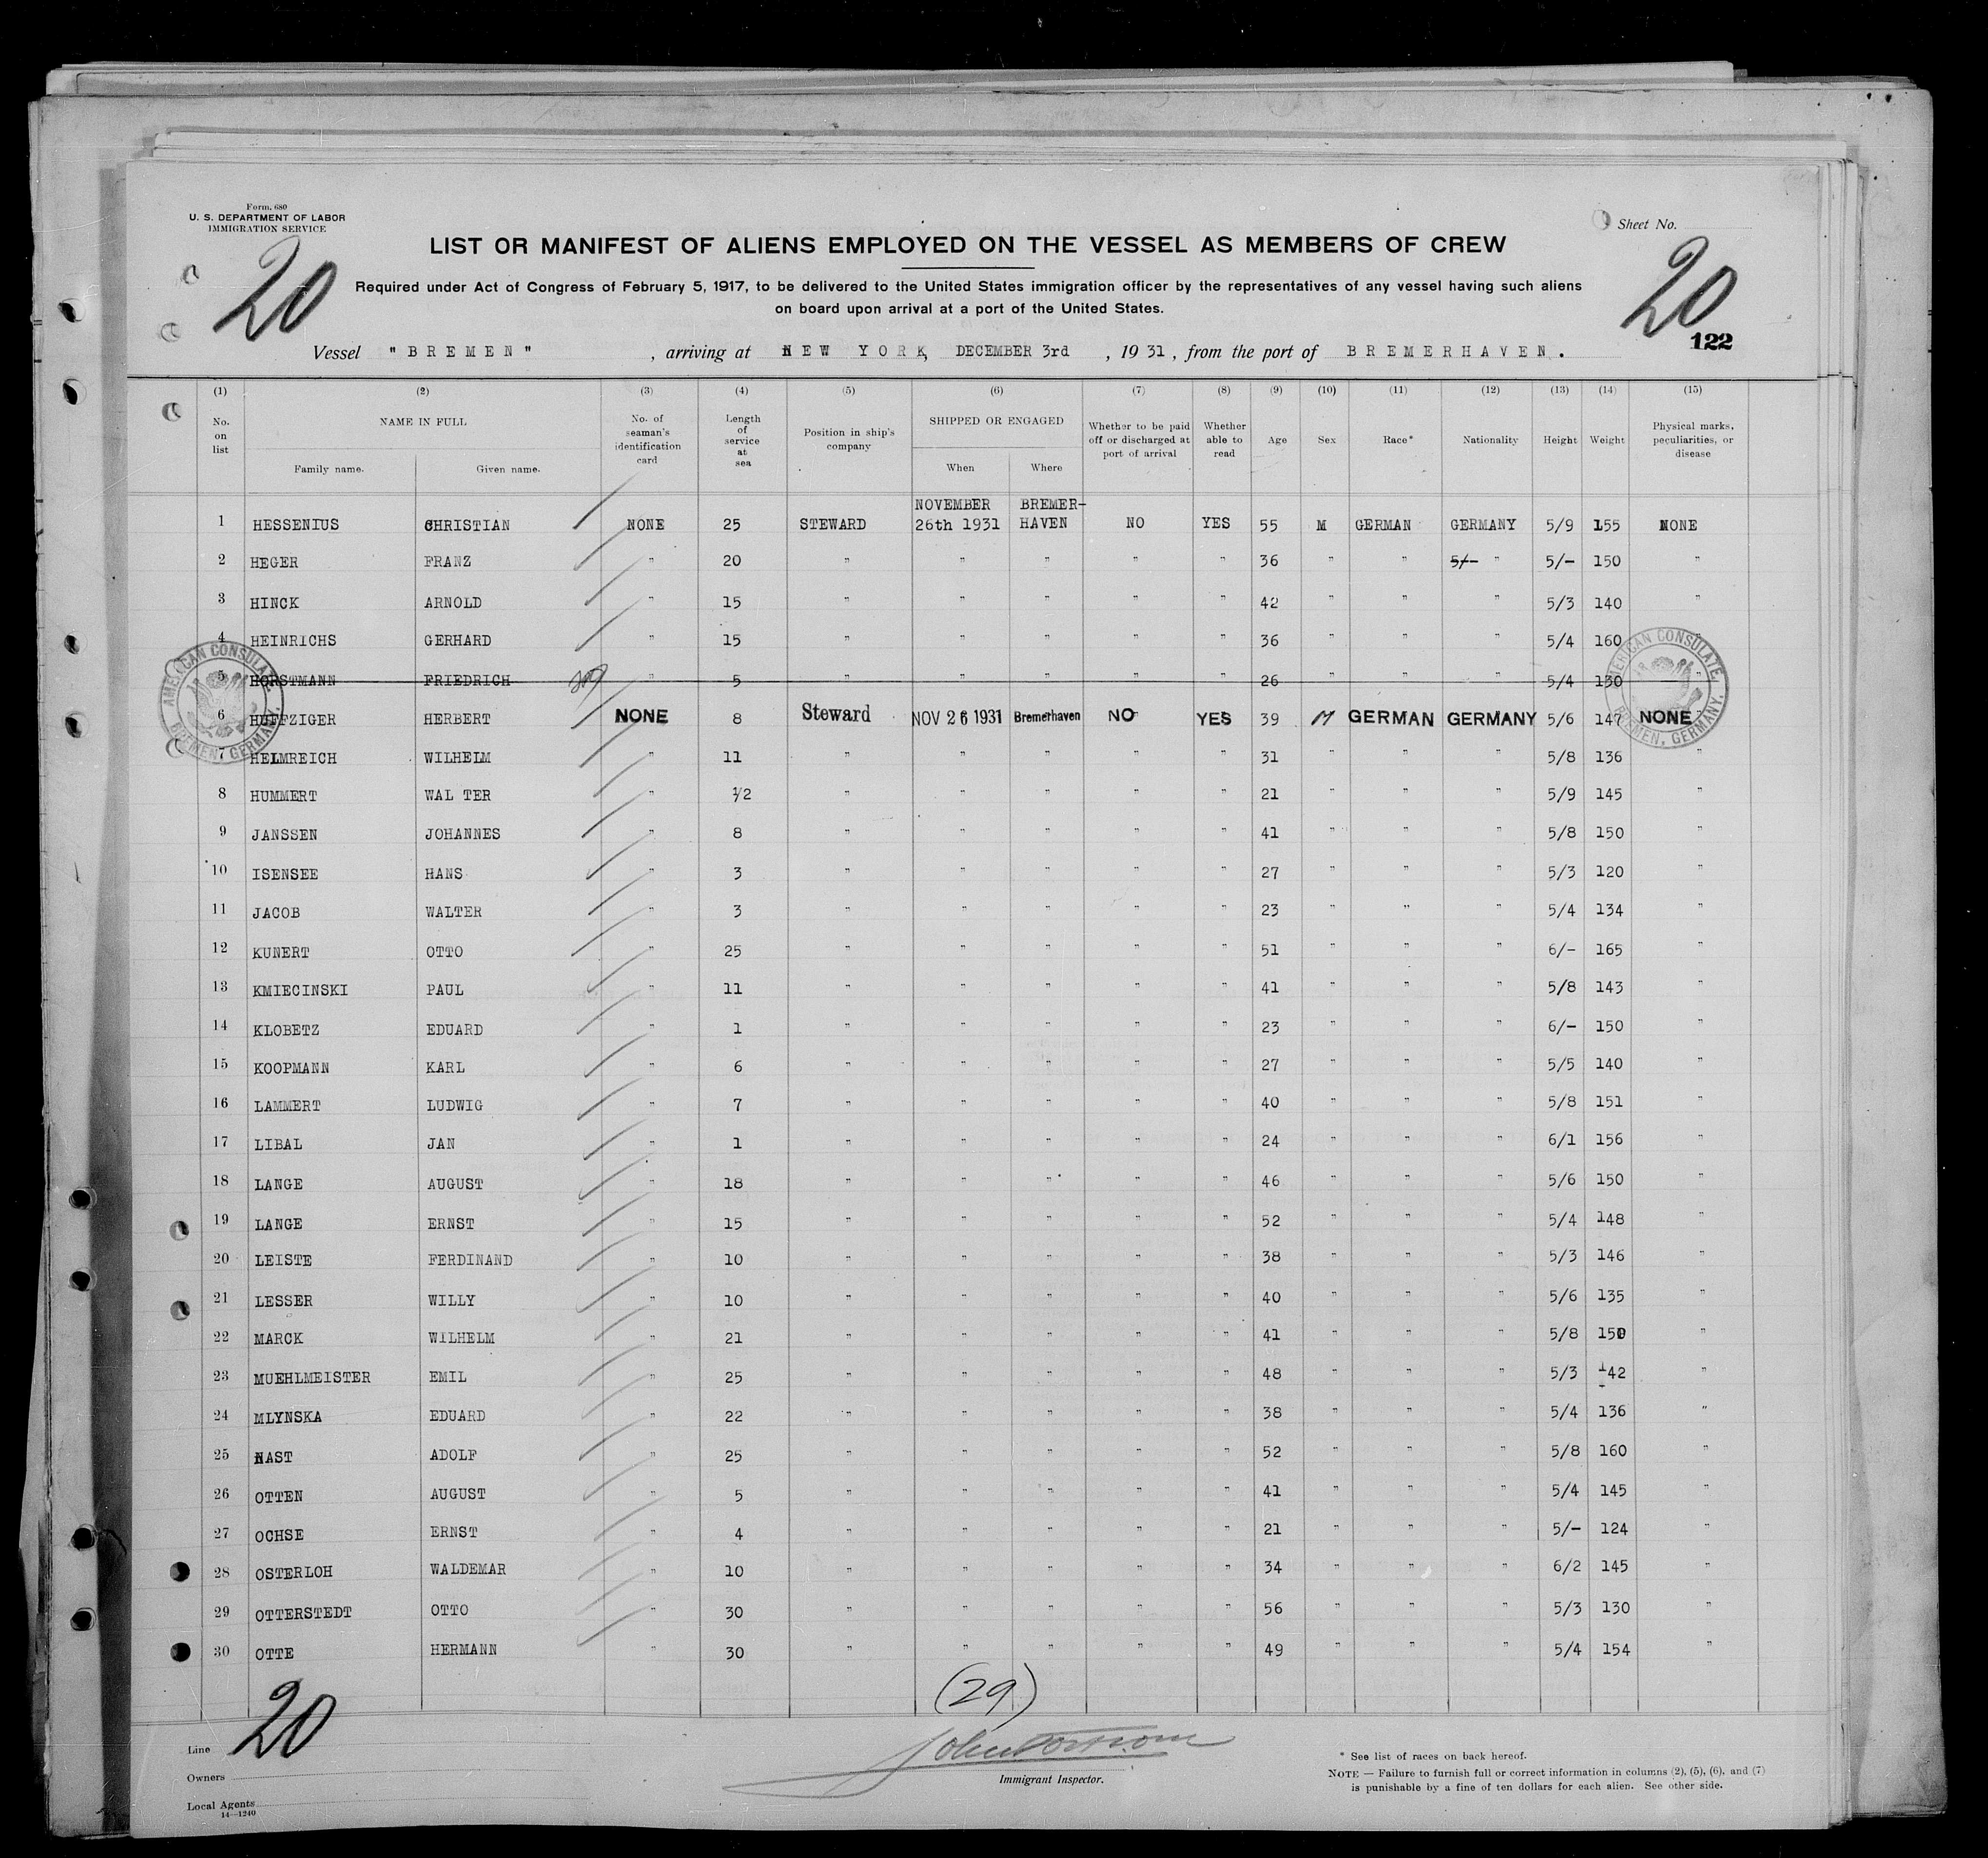 Form. 680
U. S. DEPARTMENT OF LABOR
IMMIGRATION SERVICE
Sheet No.
20
20
122
LIST OR MANIFEST OF ALIENS EMPLOYED ON THE VESSEL AS MEMBERS OF CREW
Required under Act of Congress of February 5, 1917, to be delivered to the United States immigration officer by the representatives of any vessel having such aliens
on board upon arrival at a port of the United States.
Vessel "BREMEN", arriving at NEW YORK, DECEMBER 3rd, 1931, from the port of BREMERHAVEN.
(1) (2) (3) (4) (5) (6) (7) (8) (9) (10) (11) (12) (13) (14) (15)
No. on list NAME IN FULL Family name. Given name. No. of seaman's identification card Length of service at sea Position in ship's company SHIPPED OR ENGAGED When Where Whether to be paid off or discharged at port of arrival Whether able to read Age Sex Race* Nationality Height Weight Physical marks, peculiarities, or disease
1 HESSENIUS CHRISTIAN NONE 25 STEWARD NOVEMBER 26th 1931 BREMER-HAVEN NO YES 55 M GERMAN GERMANY 5/9 155 NONE
2 HEGER FRANZ " 20 " " " " " 36 " " 5/- " 5/- 150 "
3 HINCK ARNOLD " 15 " " " " " 42 " " " 5/3 140 "
4 HEINRICHS GERHARD " 15 " " " " " 36 " " " 5/4 160 "
5 HORSTMANN FRIEDRICH " 5 " " " " " 26 " " " 5/4 130 "
6 HUFFZIGER HERBERT NONE 8 Steward NOV 26 1931 Bremerhaven NO YES 39 M GERMAN GERMANY 5/6 147 NONE
7 HELMREICH WILHELM " 11 " " " " " 31 " " " 5/8 136 "
8 HUMMERT WAL TER " 1/2 " " " " " 21 " " " 5/9 145 "
9 JANSSEN JOHANNES " 8 " " " " " 41 " " " 5/8 150 "
10 ISENSEE HANS " 3 " " " " " 27 " " " 5/3 120 "
11 JACOB WALTER " 3 " " " " " 23 " " " 5/4 134 "
12 KUNERT OTTO " 25 " " " " " 51 " " " 6/- 165 "
13 KMIECINSKI PAUL " 11 " " " " " 41 " " " 5/8 143 "
14 KLOBETZ EDUARD " 1 " " " " " 23 " " " 6/- 150 "
15 KOOPMANN KARL " 6 " " " " " 27 " " " 5/5 140 "
16 LAMMERT LUDWIG " 7 " " " " " 40 " " " 5/8 151 "
17 LIBAL JAN " 1 " " " " " 24 " " " 6/1 156 "
18 LANGE AUGUST " 18 " " " " " 46 " " " 5/6 150 "
19 LANGE ERNST " 15 " " " " " 52 " " " 5/4 148 "
20 LEISTE FERDINAND " 10 " " " " " 38 " " " 5/3 146 "
21 LESSER WILLY " 10 " " " " " 40 " " " 5/6 135 "
22 MARCK WILHELM " 21 " " " " " 41 " " " 5/8 150 "
23 MUEHLMEISTER EMIL " 25 " " " " " 48 " " " 5/3 142 "
24 MLYNSKA EDUARD " 22 " " " " " 38 " " " 5/4 136 "
25 NAST ADOLF " 25 " " " " " 52 " " " 5/8 160 "
26 OTTEN AUGUST " 5 " " " " " 41 " " " 5/4 145 "
27 OCHSE ERNST " 4 " " " " " 21 " " " 5/- 124 "
28 OSTERLOH WALDEMAR " 10 " " " " " 34 " " " 6/2 145 "
29 OTTERSTEDT OTTO " 30 " " " " " 56 " " " 5/3 130 "
30 OTTE HERMANN " 30 " " " " " 49 " " " 5/4 154 "
AMERICAN CONSULATE, BREMEN, GERMANY.
AMERICAN CONSULATE, BREMEN, GERMANY.
(29)
20
Line
Owners
Local Agents
14—1240
Immigrant Inspector.
* See list of races on back hereof.
NOTE — Failure to furnish full or correct information in columns (2), (5), (6), and (7)
is punishable by a fine of ten dollars for each alien. See other side.